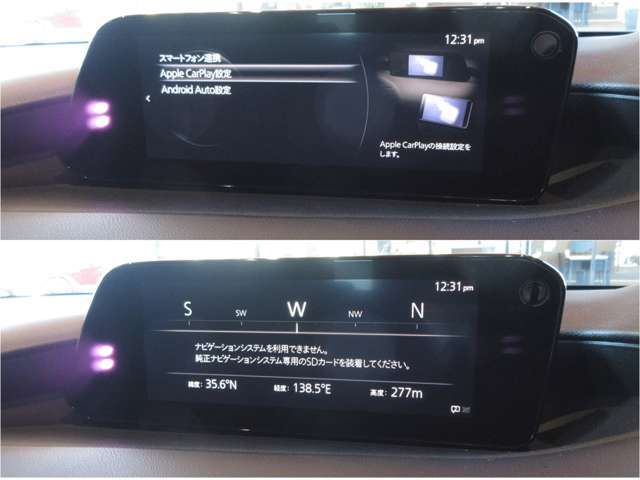 12:31pm
スマートフォン連携
Apple CarPlay設定
Android Auto設定
Apple CarPlayの接続設定を
します。
12:31pm
S SW W NW N
ナビゲーションシステムを利用できません。
純正ナビゲーションシステム専用のSDカードを装着してください。
緯度: 35.6°N 経度: 138.5°E 高度: 277m